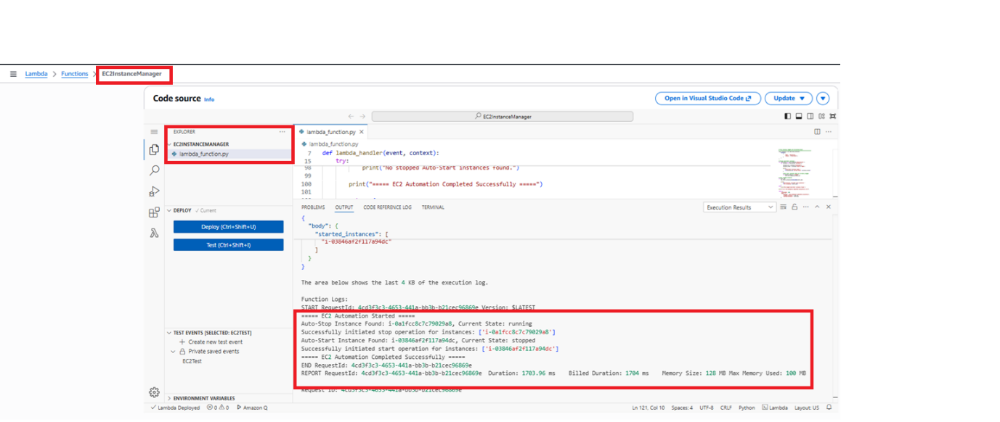 Lambda > Functions > EC2InstanceManager
Code source Info
Open in Visual Studio Code
Update
EC2InstanceManager
EXPLORER
EC2INSTANCEMANAGER
lambda_function.py
DEPLOY ✓ Current
Deploy (Ctrl+Shift+U)
Test (Ctrl+Shift+I)
TEST EVENTS [SELECTED: EC2TEST]
+ Create new test event
Private saved events
EC2Test
ENVIRONMENT VARIABLES
lambda_function.py ×
lambda_function.py
7 def lambda_handler(event, context):
15 try:
98 print("No stopped Auto-Start instances found.")
99
100 print("===== EC2 Automation Completed Successfully =====")
101
PROBLEMS OUTPUT CODE REFERENCE LOG TERMINAL
Execution Results
{
"body": {
"started_instances": [
"i-03846af2f117a94dc"
]
}
}
The area below shows the last 4 KB of the execution log.
Function Logs:
START RequestId: 4cd3f3c3-4653-441a-bb3b-b21cec96869e Version: $LATEST
===== EC2 Automation Started =====
Auto-Stop Instance Found: i-0a1fcc8c7c79029a8, Current State: running
Successfully initiated stop operation for instances: ['i-0a1fcc8c7c79029a8']
Auto-Start Instance Found: i-03846af2f117a94dc, Current State: stopped
Successfully initiated start operation for instances: ['i-03846af2f117a94dc']
===== EC2 Automation Completed Successfully =====
END RequestId: 4cd3f3c3-4653-441a-bb3b-b21cec96869e
REPORT RequestId: 4cd3f3c3-4653-441a-bb3b-b21cec96869e Duration: 1703.96 ms Billed Duration: 1704 ms Memory Size: 128 MB Max Memory Used: 100 MB
Request ID: 4cd3f3c3-4653-441a-bb3b-b21cec96869e
Lambda Deployed 0 0 Amazon Q
Ln 121, Col 10 Spaces: 4 UTF-8 CRLF Python Lambda Layout: US